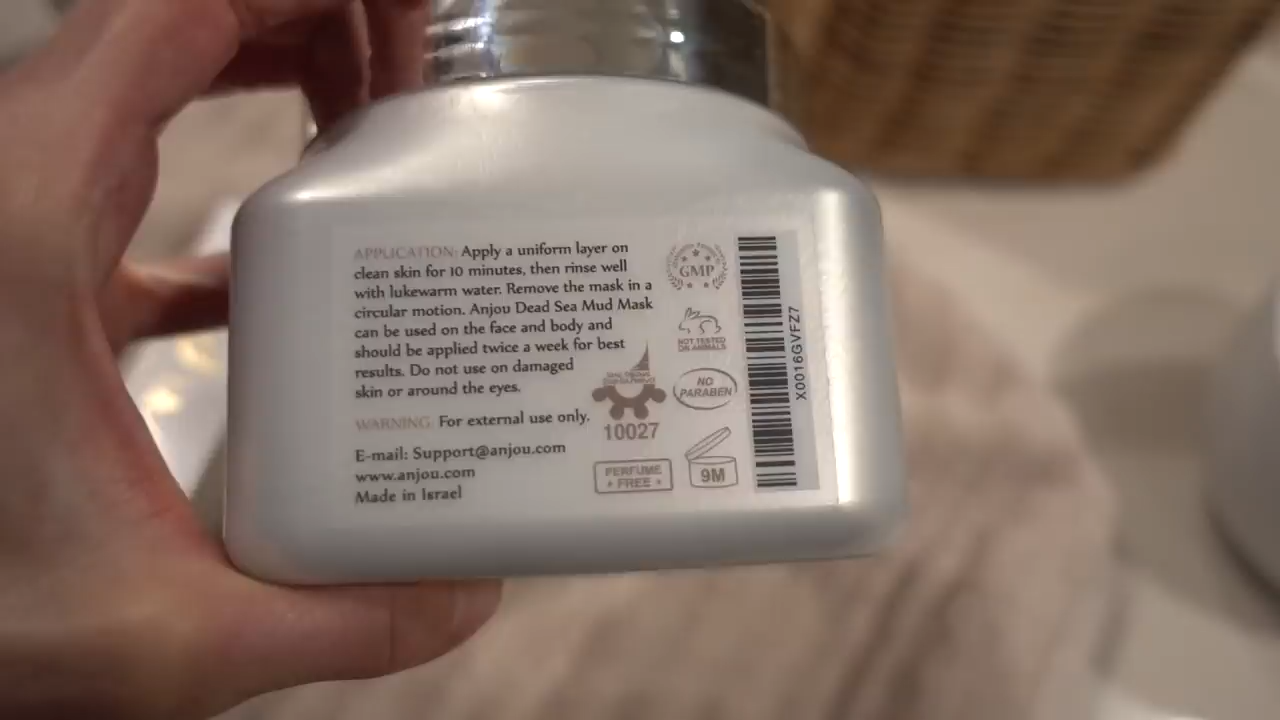 APPLICATION: Apply a uniform layer on
clean skin for 10 minutes, then rinse well
with lukewarm water. Remove the mask in a
circular motion. Anjou Dead Sea Mud Mask
can be used on the face and body and
should be applied twice a week for best
results. Do not use on damaged
skin or around the eyes.
WARNING: For external use only.
E-mail: Support@anjou.com
www.anjou.com
Made in Israel
GMP
NOT TESTED
ON ANIMALS
NO
PARABEN
10027
PERFUME
FREE
9M
X0016GVFZ7